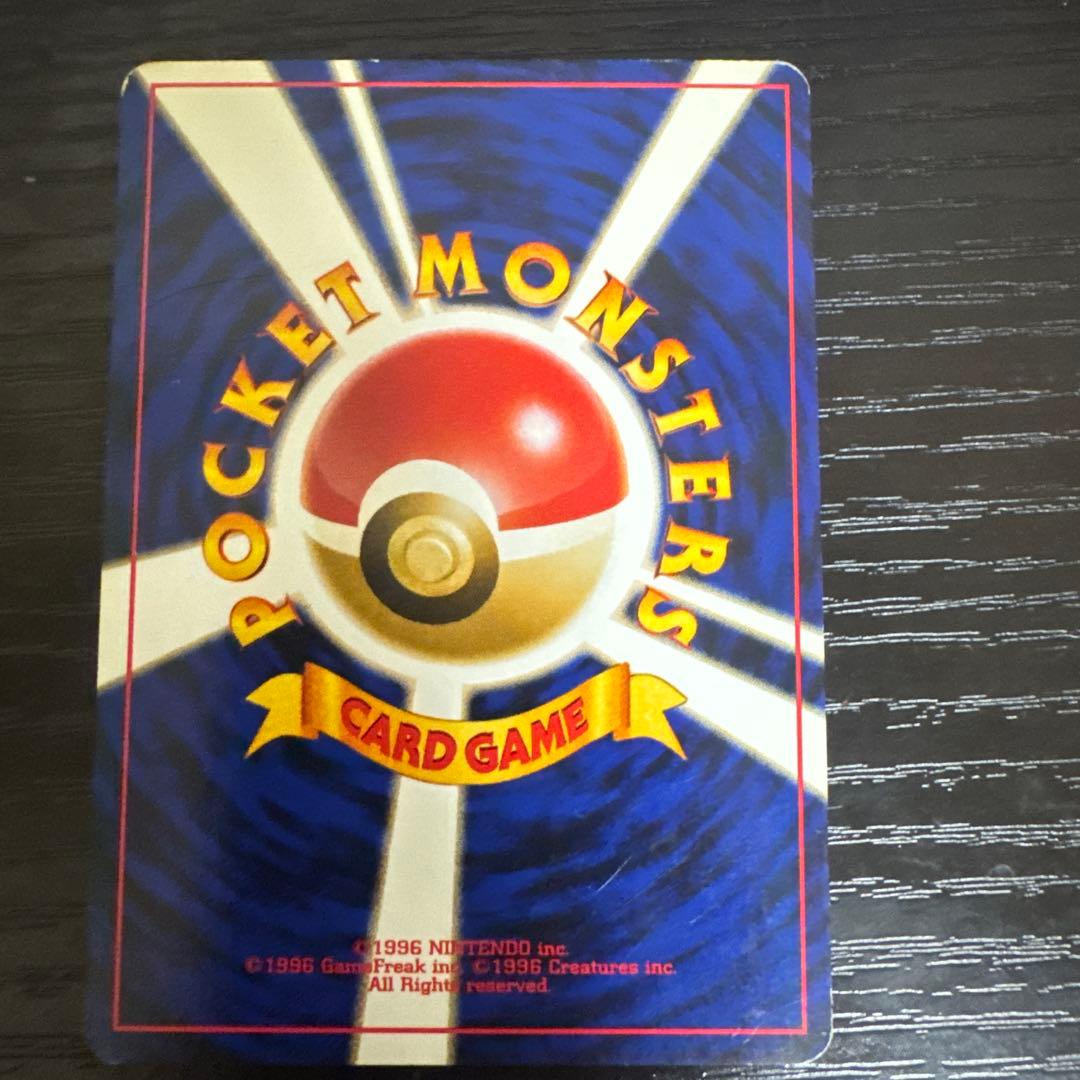 POCKET MONSTERS
CARD GAME
©1996 NINTENDO inc.
©1996 GameFreak inc. ©1996 Creatures inc.
All Rights reserved.